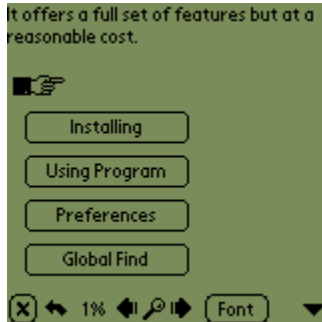 It offers a full set of features but at a
reasonable cost.
Installing
Using Program
Preferences
Global Find
1%
Font